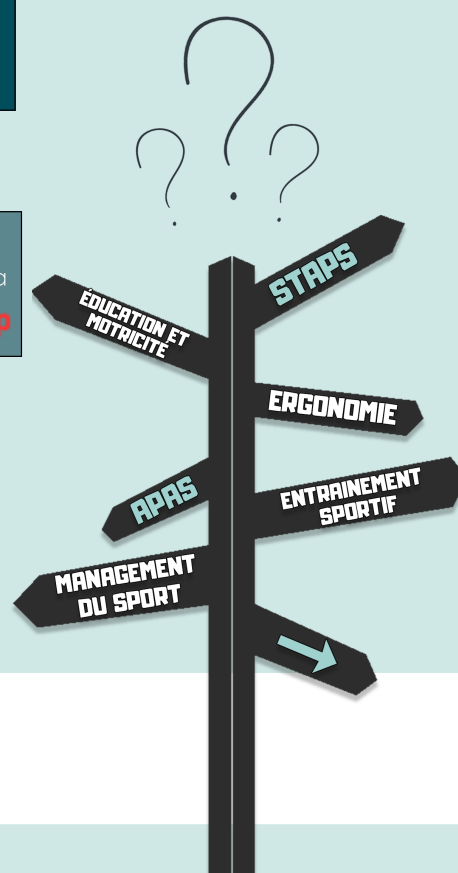 STAPS
ÉDUCATION ET
MOTRICITÉ
ERGONOMIE
APAS
ENTRAINEMENT
SPORTIF
MANAGEMENT
DU SPORT